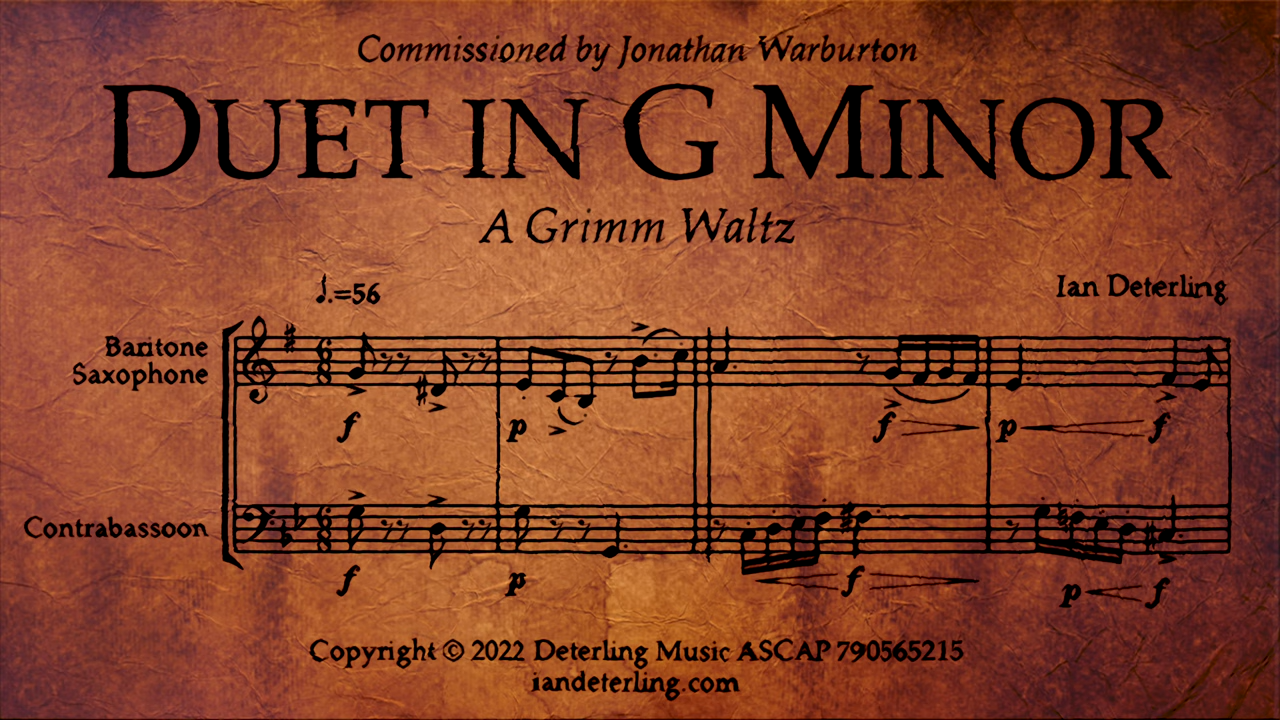 Commissioned by Jonathan Warburton
DUET IN G MINOR
A Grimm Waltz
♩.=56
Ian Deterling
Baritone
Saxophone
f p f p f
Contrabassoon
f p f p f
Copyright © 2022 Deterling Music ASCAP 790565215
iandeterling.com